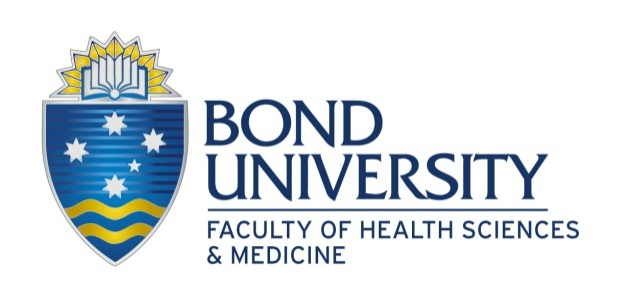 BOND
UNIVERSITY
FACULTY OF HEALTH SCIENCES
& MEDICINE